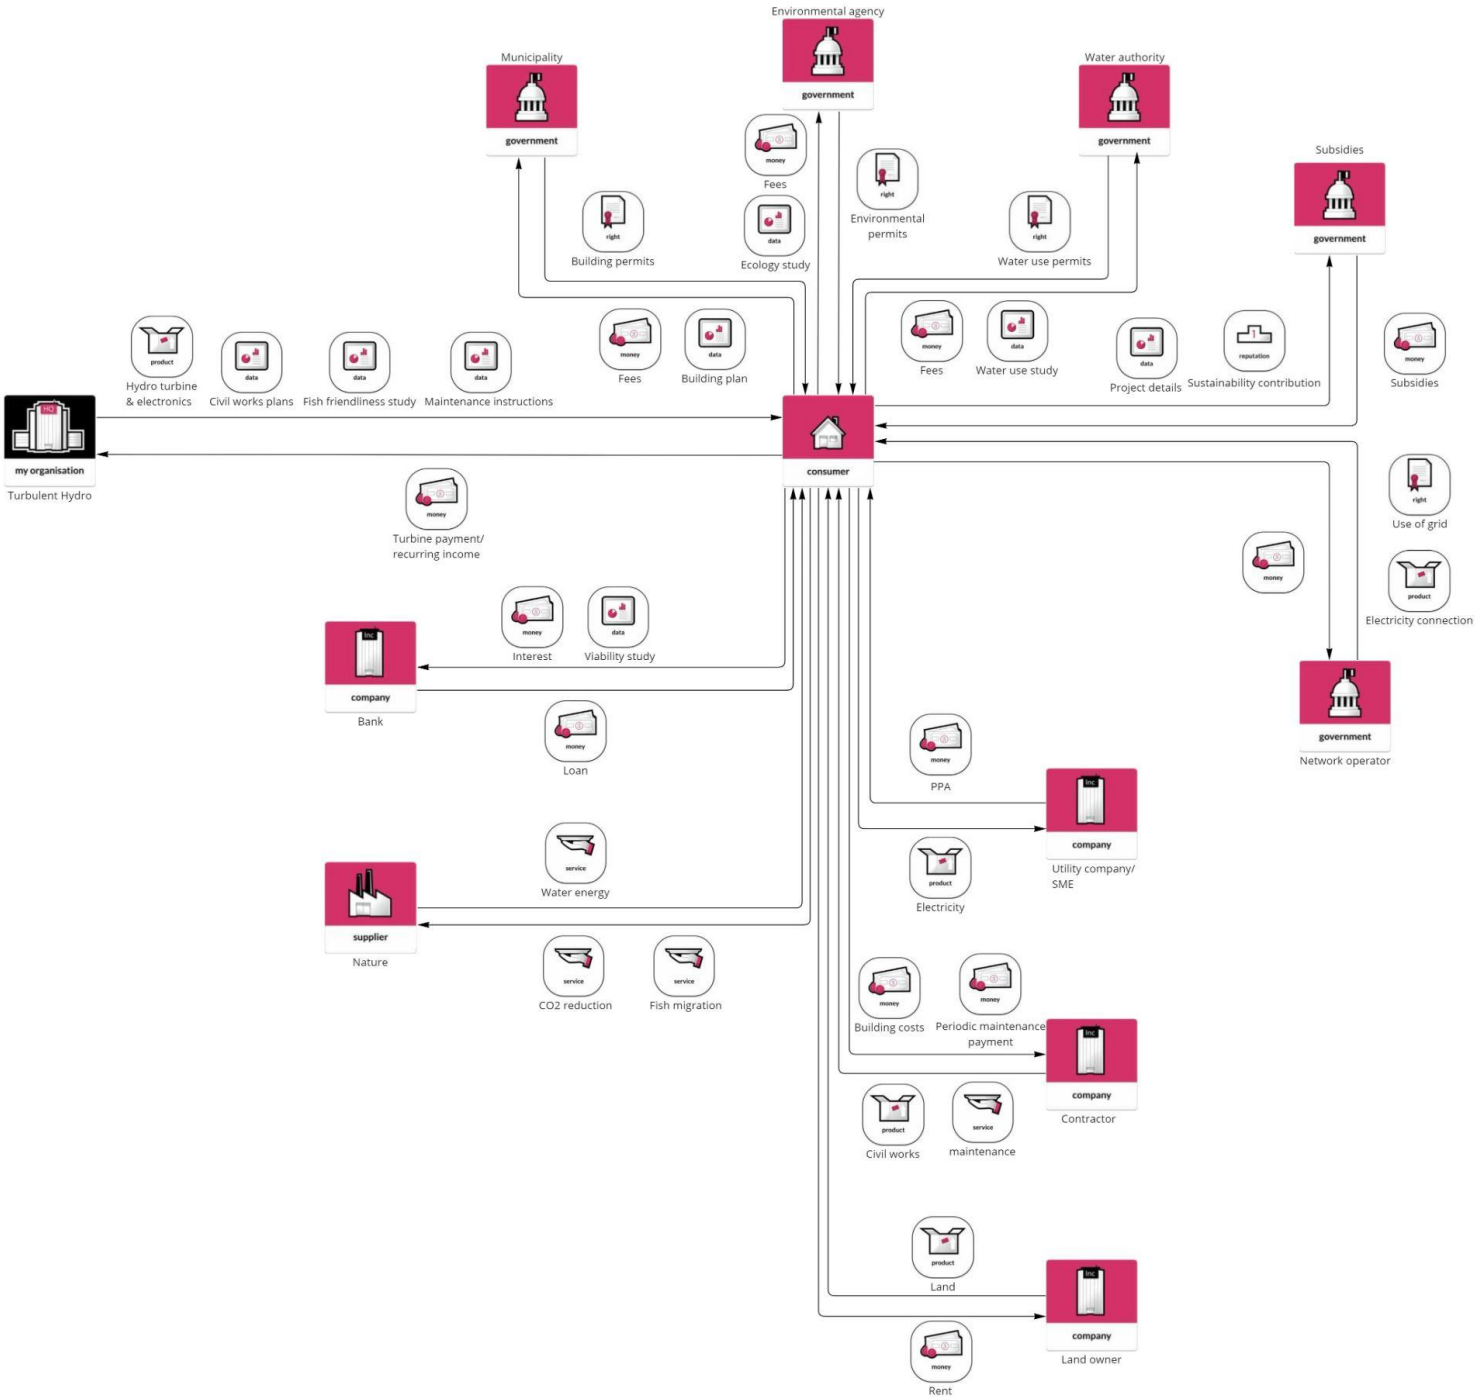 Environmental agency
government
Municipality
government
Water authority
government
Subsidies
government
money
Fees
right
Environmental
permits
right
Building permits
data
Ecology study
right
Water use permits
product
Hydro turbine
& electronics
data
Civil works plans
data
Fish friendliness study
data
Maintenance instructions
money
Fees
data
Building plan
money
Fees
data
Water use study
data
Project details
1
reputation
Sustainability contribution
money
Subsidies
HQ
my organisation
Turbulent Hydro
consumer
money
Turbine payment/
recurring income
right
Use of grid
money
product
Electricity connection
money
Interest
data
Viability study
Inc
company
Bank
money
Loan
government
Network operator
money
PPA
Inc
company
Utility company/
SME
product
Electricity
service
Water energy
supplier
Nature
service
CO2 reduction
service
Fish migration
money
Building costs
money
Periodic maintenance
payment
Inc
company
Contractor
product
Civil works
service
maintenance
product
Land
Inc
company
Land owner
money
Rent